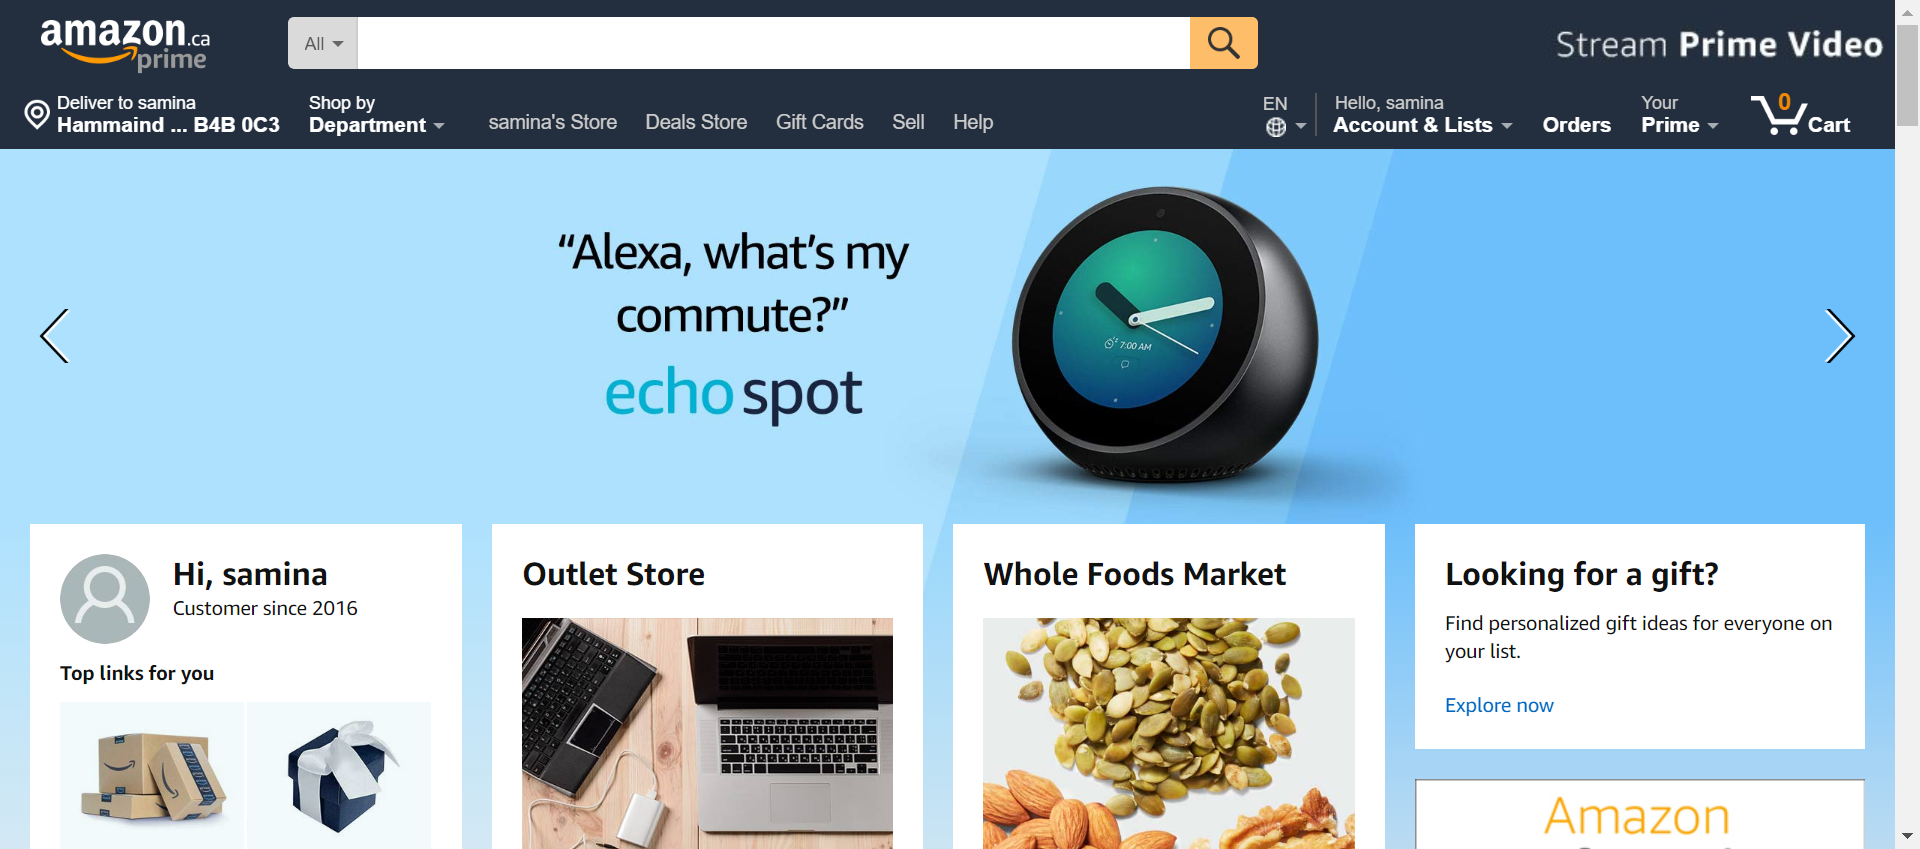 amazon.ca
prime
All
Stream Prime Video
Deliver to samina
Hammaind ... B4B 0C3
Shop by
Department
samina's Store
Deals Store
Gift Cards
Sell
Help
EN
Hello, samina
Account & Lists
Orders
Your
Prime
0
Cart
“Alexa, what’s my
commute?”
echo spot
7:00 AM
Hi, samina
Customer since 2016
Top links for you
Outlet Store
Whole Foods Market
Looking for a gift?
Find personalized gift ideas for everyone on
your list.
Explore now
Amazon